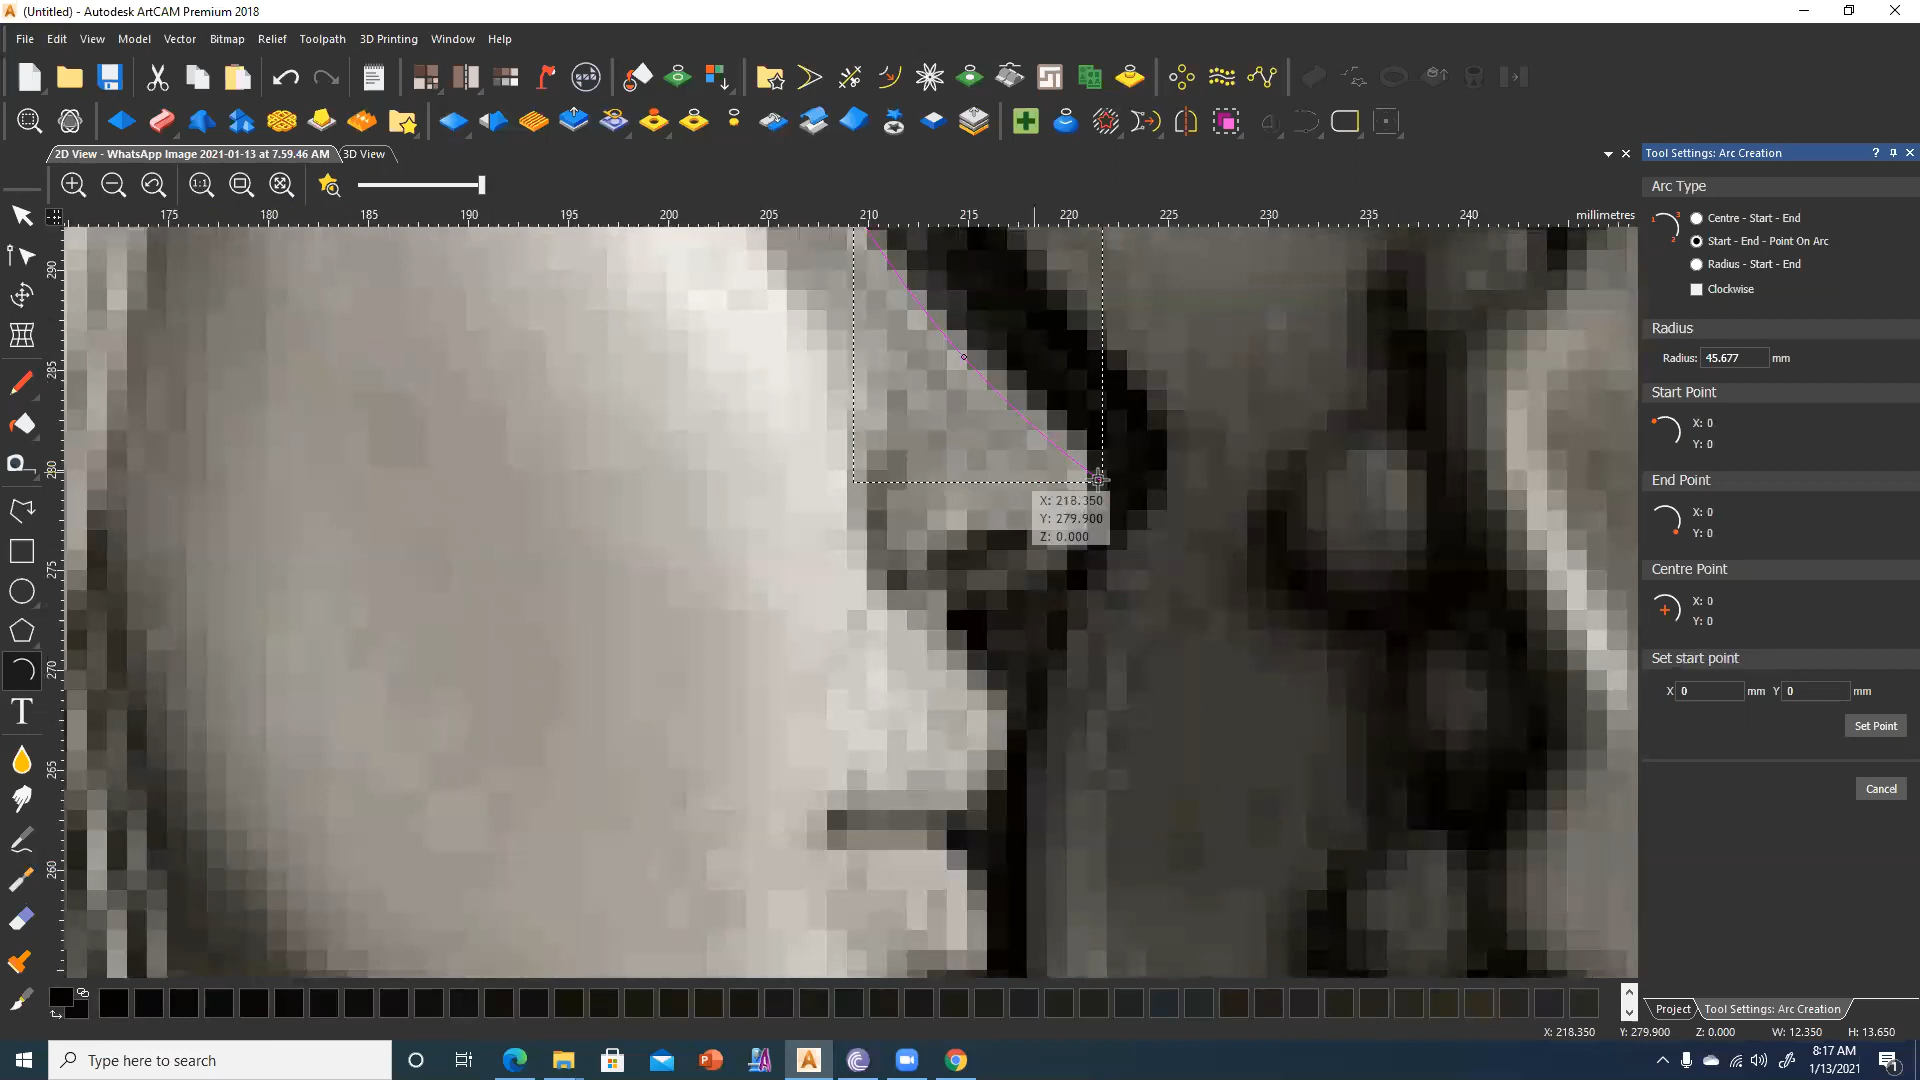 (Untitled) - Autodesk ArtCAM Premium 2018
File Edit View Model Vector Bitmap Relief Toolpath 3D Printing Window Help
2D View - WhatsApp Image 2021-01-13 at 7.59.46 AM 3D View
Tool Settings: Arc Creation
1:1
175 180 185 190 195 200 205 210 215 220 225 230 235 240 millimetres
290
285
280
275
270
265
260
X: 218.350
Y: 279.900
Z: 0.000
Arc Type
Centre - Start - End
Start - End - Point On Arc
Radius - Start - End
Clockwise
Radius
Radius: 45.677 mm
Start Point
X: 0
Y: 0
End Point
X: 0
Y: 0
Centre Point
X: 0
Y: 0
Set start point
X 0 mm Y 0 mm
Set Point
Cancel
Project Tool Settings: Arc Creation
X: 218.350 Y: 279.900 Z: 0.000 W: 12.350 H: 13.650
Type here to search
8:17 AM
1/13/2021